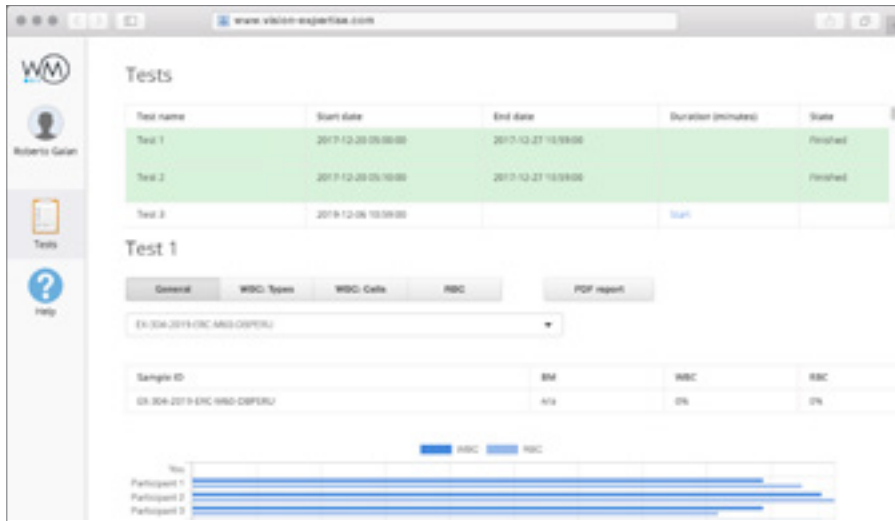 www.vision-expertise.com
WM
Roberto Galan
Tests
Help
Tests
Test name Start date End date Duration (minutes) State
Test 1 2017-12-20 05:00:00 2017-12-27 10:59:00 Finished
Test 2 2017-12-20 05:10:00 2017-12-27 10:59:00 Finished
Test 3 2019-12-06 10:59:00 Start
Test 1
General WBC: Types WBC: Cells RBC PDF report
Sample ID BM WBC RBC
n/a 0% 0%
WBC RBC
You
Participant 1
Participant 2
Participant 3